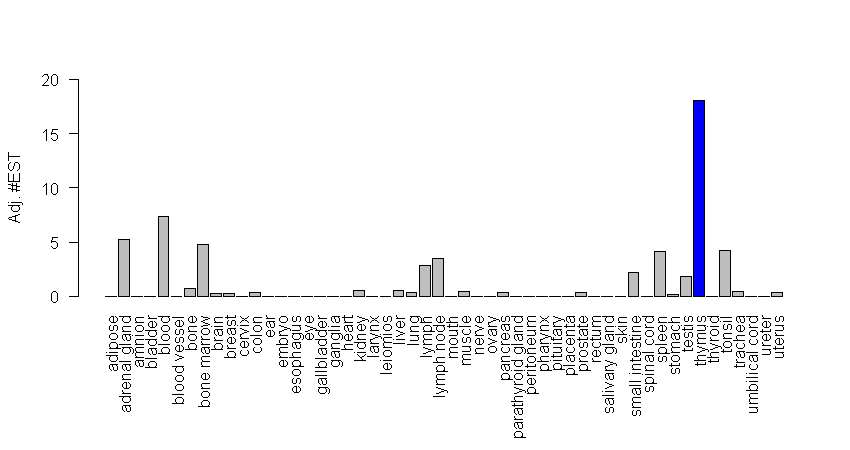 20
15
10
5
0
Adj. #EST
adipose
adrenal gland
amnion
bladder
blood
blood vessel
bone
bone marrow
brain
breast
cervix
colon
ear
embryo
esophagus
eye
gallbladder
ganglia
heart
kidney
larynx
leiomios
liver
lung
lymph
lymph node
mouth
muscle
nerve
ovary
pancreas
parathyroid gland
peritoneum
pharynx
pituitary
placenta
prostate
rectum
salivary gland
skin
small intestine
spinal cord
spleen
stomach
testis
thymus
thyroid
tonsil
trachea
umbilical cord
ureter
uterus